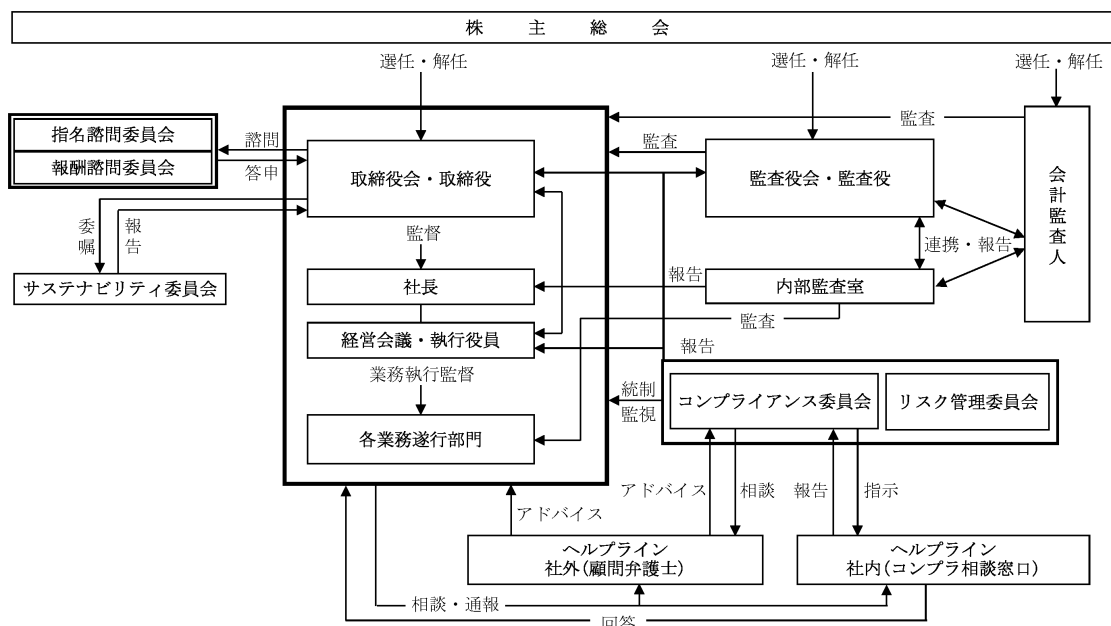 株主総会
選任・解任
選任・解任
選任・解任
指名諮問委員会
報酬諮問委員会
諮問
答申
取締役会・取締役
監査
監査
監査役会・監査役
会計監査人
委嘱
報告
監督
連携・報告
サステナビリティ委員会
社長
報告
内部監査室
監査
経営会議・執行役員
報告
業務執行監督
統制
監視
コンプライアンス委員会
リスク管理委員会
各業務遂行部門
アドバイス
相談
報告
指示
アドバイス
ヘルプライン
社外(顧問弁護士)
ヘルプライン
社内(コンプラ相談窓口)
相談・通報
回答